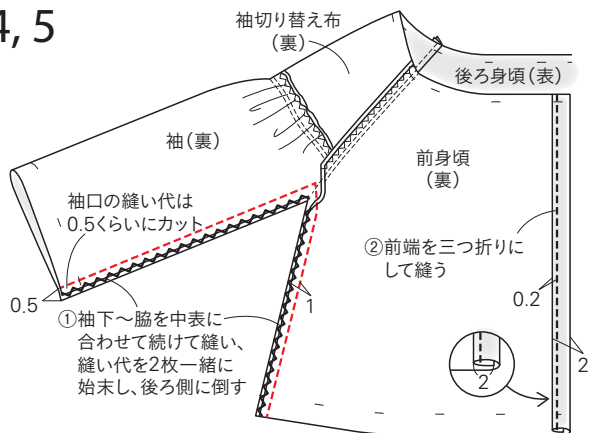 4, 5
袖切り替え布
（裏）
後ろ身頃（表）
袖（裏）
前身頃
（裏）
袖口の縫い代は
0.5くらいにカット
②前端を三つ折りに
して縫う
0.5
1
0.2
①袖下〜脇を中表に
合わせて続けて縫い、
縫い代を2枚一緒に
始末し、後ろ側に倒す
2
2